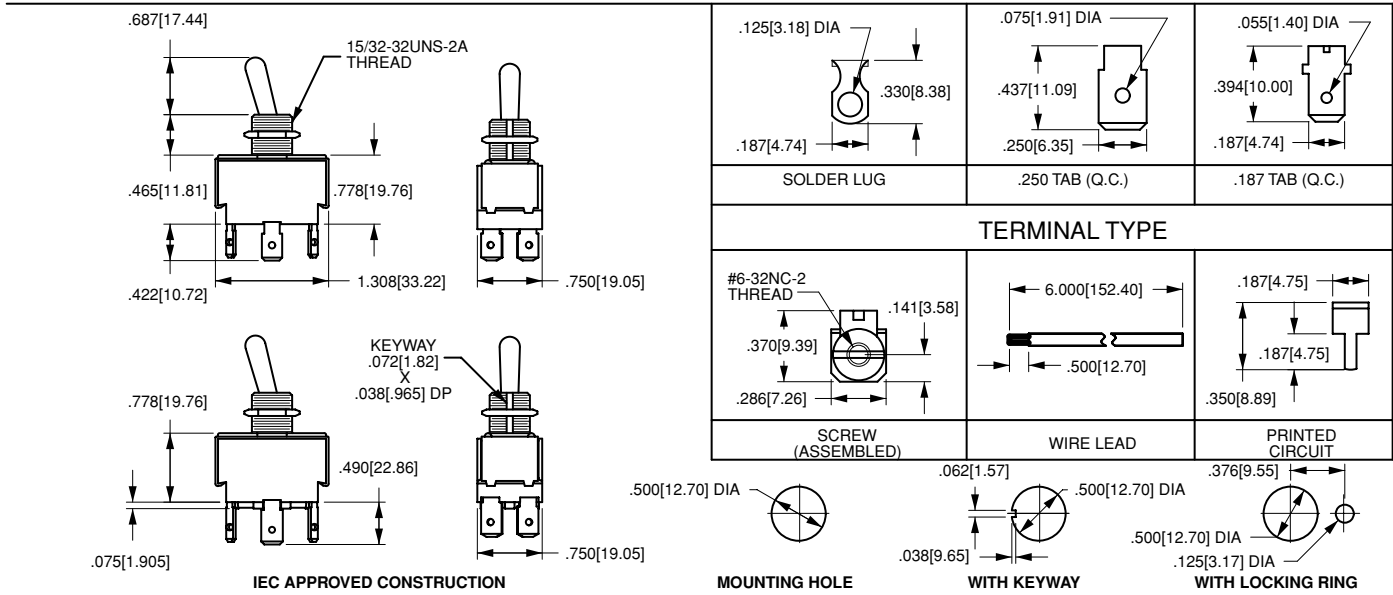 .687[17.44]
15/32-32UNS-2A
THREAD
.465[11.81]
.778[19.76]
.422[10.72]
1.308[33.22]
.750[19.05]
KEYWAY
.072[1.82]
X
.038[.965] DP
.778[19.76]
.490[22.86]
.075[1.905]
.750[19.05]
IEC APPROVED CONSTRUCTION
.125[3.18] DIA
.330[8.38]
.187[4.74]
SOLDER LUG
.075[1.91] DIA
.437[11.09]
.250[6.35]
.250 TAB (Q.C.)
.055[1.40] DIA
.394[10.00]
.187[4.74]
.187 TAB (Q.C.)
TERMINAL TYPE
#6-32NC-2
THREAD
.141[3.58]
.370[9.39]
.286[7.26]
SCREW
(ASSEMBLED)
6.000[152.40]
.500[12.70]
WIRE LEAD
.187[4.75]
.187[4.75]
.350[8.89]
PRINTED
CIRCUIT
.500[12.70] DIA
MOUNTING HOLE
.062[1.57]
.500[12.70] DIA
.038[9.65]
WITH KEYWAY
.376[9.55]
.500[12.70] DIA
.125[3.17] DIA
WITH LOCKING RING